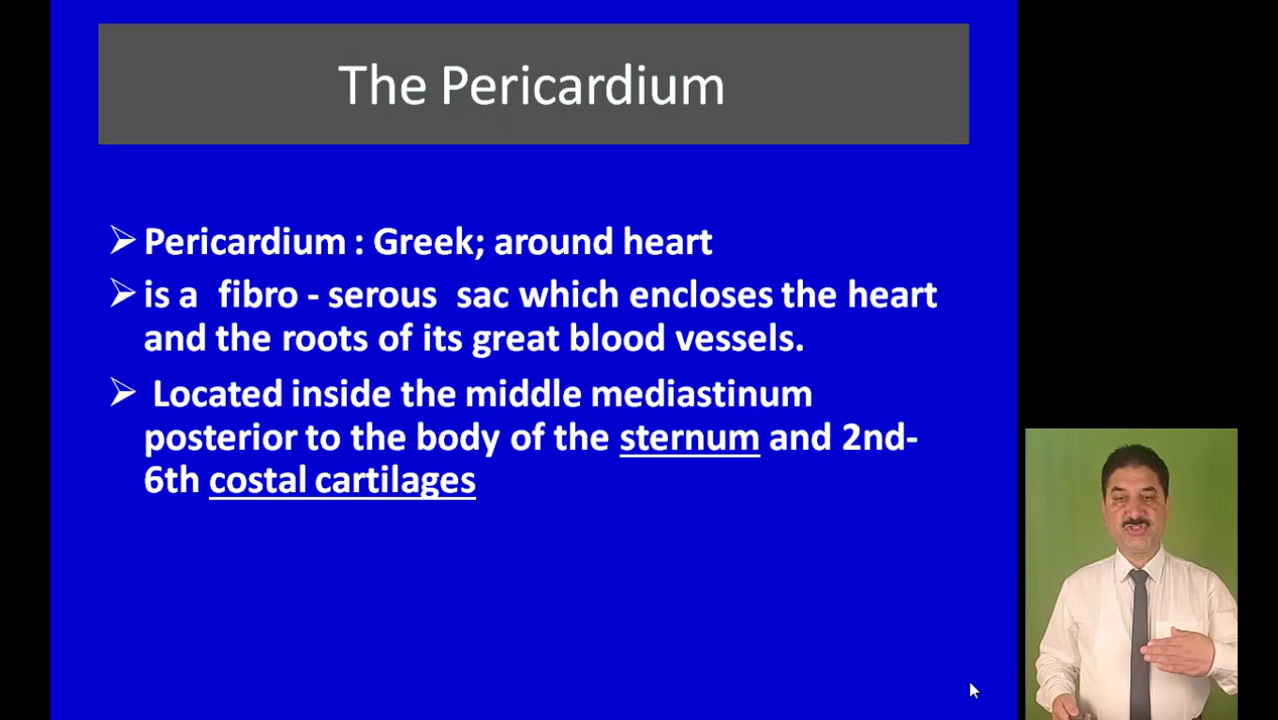 The Pericardium
➢ Pericardium : Greek; around heart
➢ is a fibro - serous sac which encloses the heart
and the roots of its great blood vessels.
➢ Located inside the middle mediastinum
posterior to the body of the sternum and 2nd-
6th costal cartilages